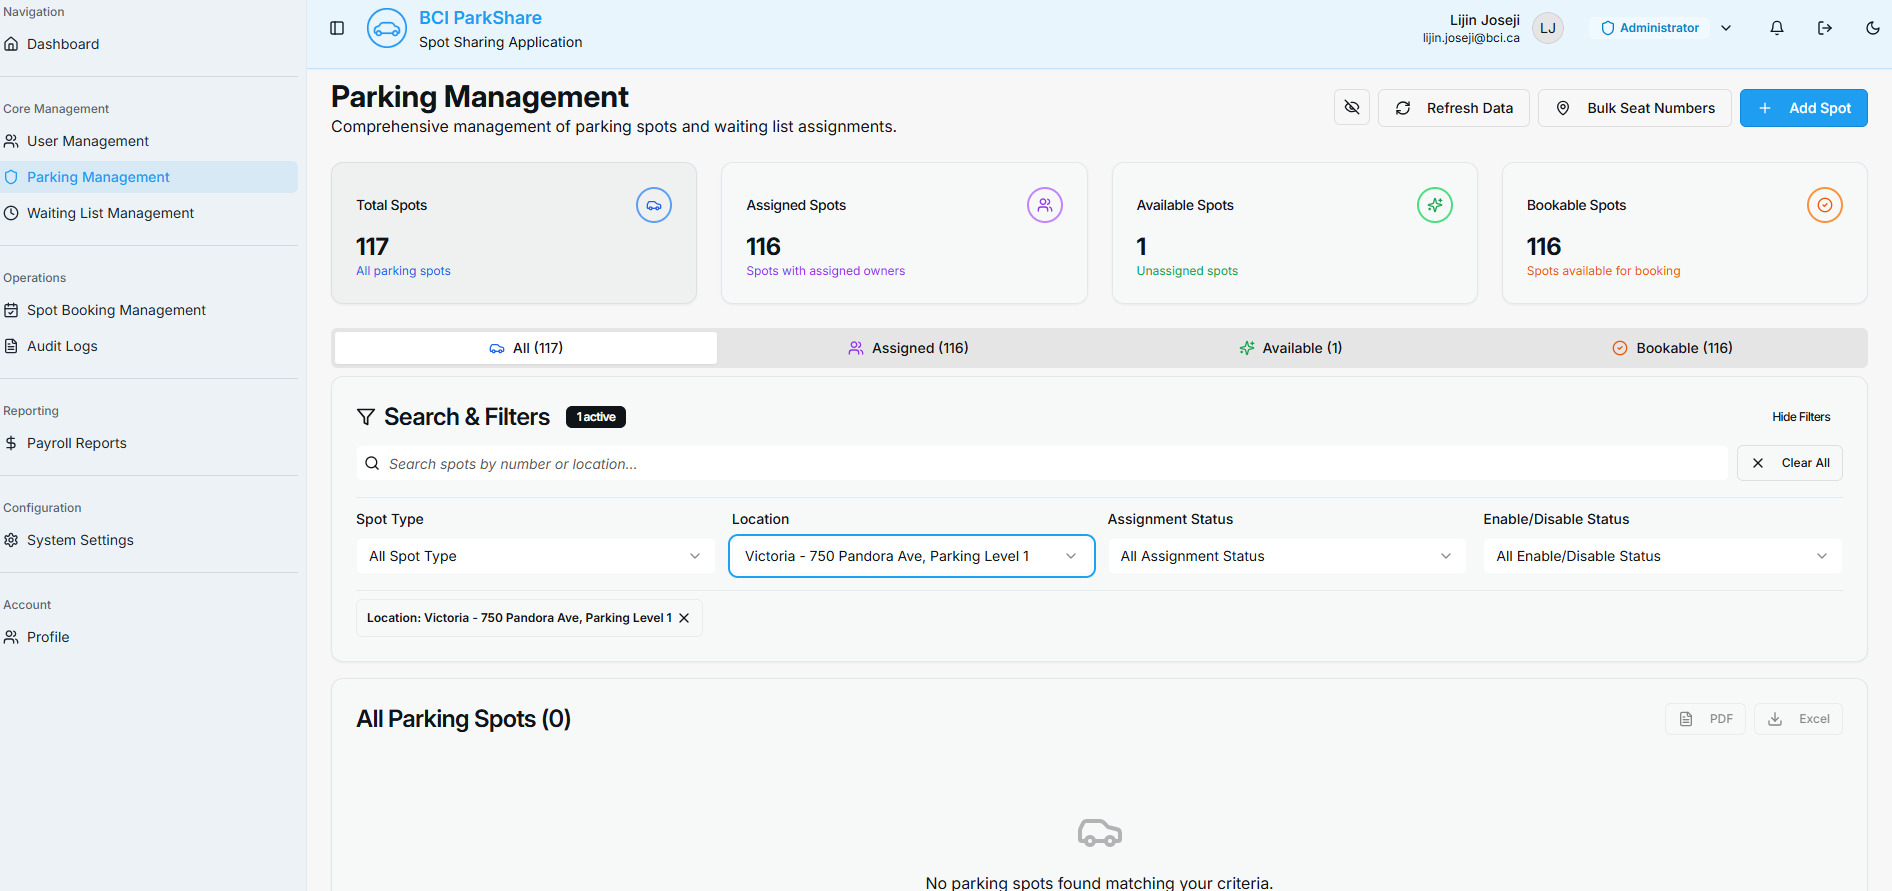 Navigation
Dashboard
Core Management
User Management
Parking Management
Waiting List Management
Operations
Spot Booking Management
Audit Logs
Reporting
Payroll Reports
Configuration
System Settings
Account
Profile
BCI ParkShare
Spot Sharing Application
Lijin Joseji
lijin.joseji@bci.ca
LJ
Administrator
Parking Management
Comprehensive management of parking spots and waiting list assignments.
Refresh Data
Bulk Seat Numbers
Add Spot
Total Spots
117
All parking spots
Assigned Spots
116
Spots with assigned owners
Available Spots
1
Unassigned spots
Bookable Spots
116
Spots available for booking
All (117)
Assigned (116)
Available (1)
Bookable (116)
Search & Filters
1 active
Hide Filters
Search spots by number or location...
Clear All
Spot Type
All Spot Type
Location
Victoria - 750 Pandora Ave, Parking Level 1
Assignment Status
All Assignment Status
Enable/Disable Status
All Enable/Disable Status
Location: Victoria - 750 Pandora Ave, Parking Level 1
All Parking Spots (0)
PDF
Excel
No parking spots found matching your criteria.